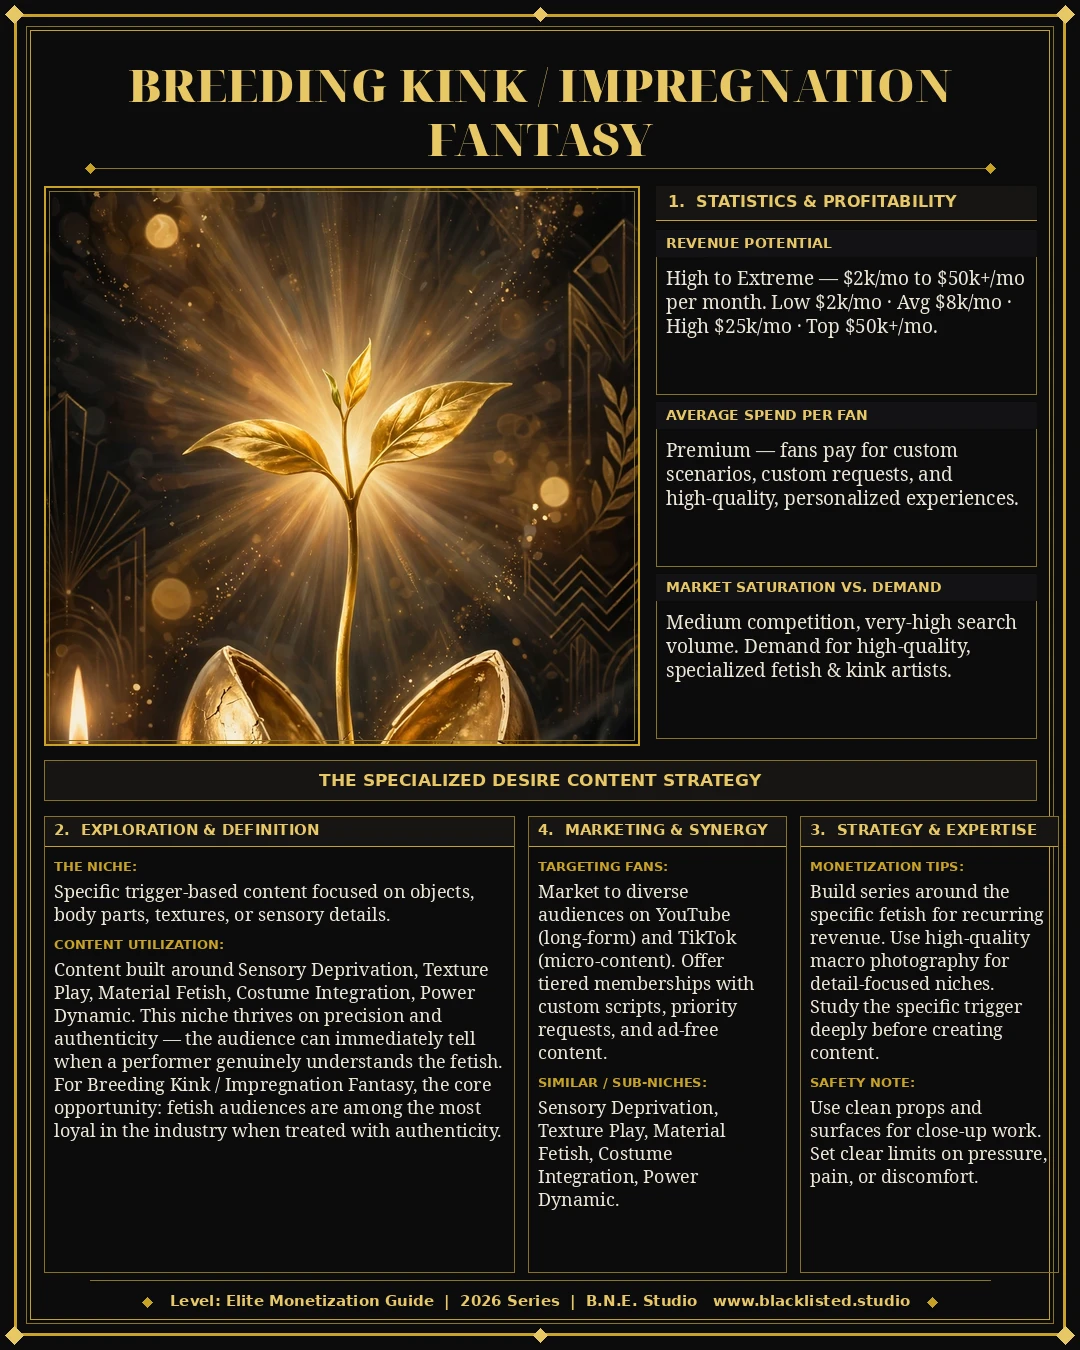 BREEDING KINK / IMPREGNATION
FANTASY
1. STATISTICS & PROFITABILITY
REVENUE POTENTIAL
High to Extreme — $2k/mo to $50k+/mo
per month. Low $2k/mo · Avg $8k/mo ·
High $25k/mo · Top $50k+/mo.
AVERAGE SPEND PER FAN
Premium — fans pay for custom
scenarios, custom requests, and
high-quality, personalized experiences.
MARKET SATURATION VS. DEMAND
Medium competition, very-high search
volume. Demand for high-quality,
specialized fetish & kink artists.
THE SPECIALIZED DESIRE CONTENT STRATEGY
2. EXPLORATION & DEFINITION
THE NICHE:
Specific trigger-based content focused on objects,
body parts, textures, or sensory details.
CONTENT UTILIZATION:
Content built around Sensory Deprivation, Texture
Play, Material Fetish, Costume Integration, Power
Dynamic. This niche thrives on precision and
authenticity — the audience can immediately tell
when a performer genuinely understands the fetish.
For Breeding Kink / Impregnation Fantasy, the core
opportunity: fetish audiences are among the most
loyal in the industry when treated with authenticity.
4. MARKETING & SYNERGY
TARGETING FANS:
Market to diverse
audiences on YouTube
(long-form) and TikTok
(micro-content). Offer
tiered memberships with
custom scripts, priority
requests, and ad-free
content.
SIMILAR / SUB-NICHES:
Sensory Deprivation,
Texture Play, Material
Fetish, Costume
Integration, Power
Dynamic.
3. STRATEGY & EXPERTISE
MONETIZATION TIPS:
Build series around the
specific fetish for recurring
revenue. Use high-quality
macro photography for
detail-focused niches.
Study the specific trigger
deeply before creating
content.
SAFETY NOTE:
Use clean props and
surfaces for close-up work.
Set clear limits on pressure,
pain, or discomfort.
Level: Elite Monetization Guide | 2026 Series | B.N.E. Studio www.blacklisted.studio